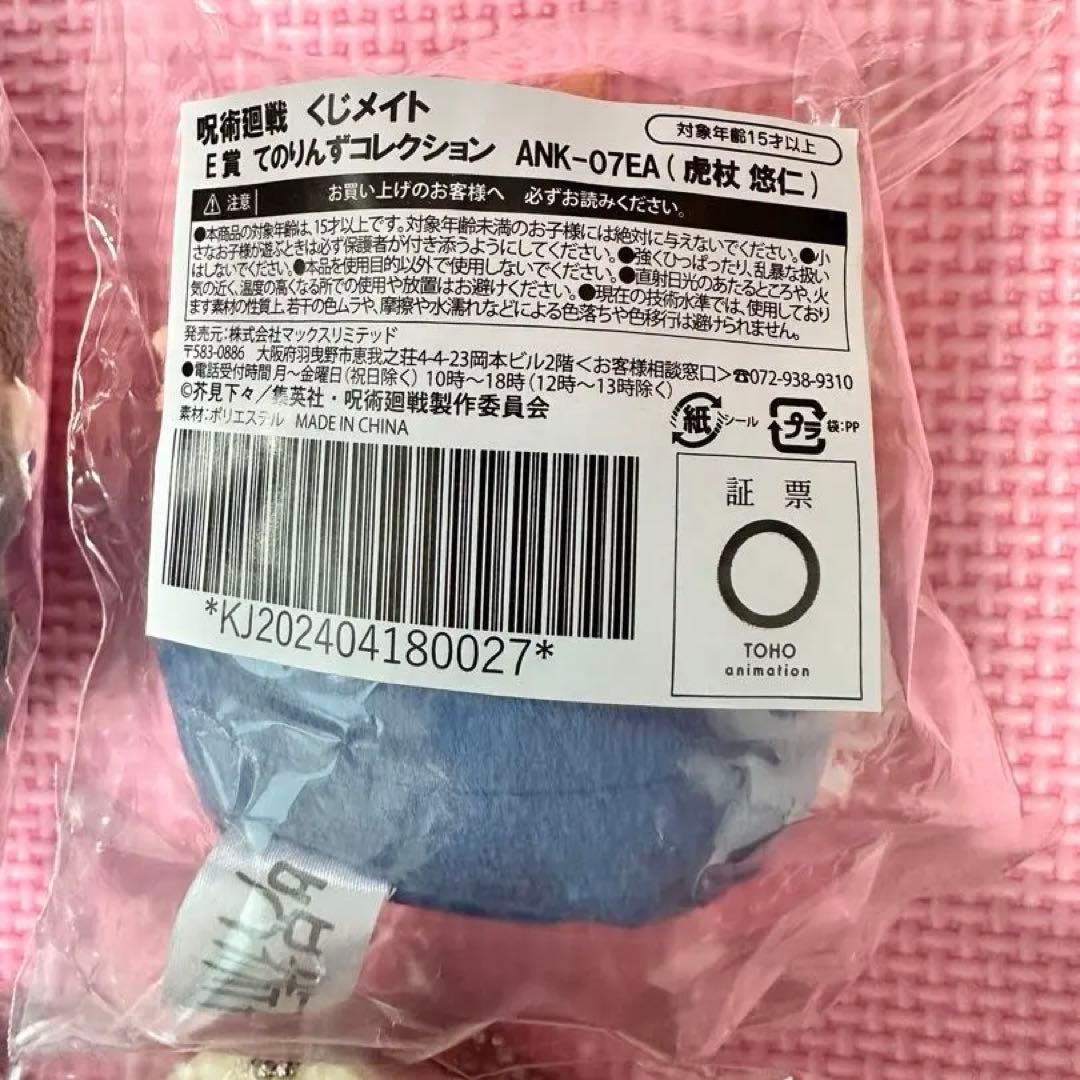 呪術廻戦 くじメイト
対象年齢15才以上
E賞 てのりんずコレクション ANK-07EA(虎杖 悠仁)
注意 お買い上げのお客様へ 必ずお読みください。
●本商品の対象年齢は、15才以上です。対象年齢未満のお子様には絶対に与えないでください。●小
さなお子様が遊ぶときは必ず保護者が付き添うようにしてください。●強くひっぱったり、乱暴な扱い
はしないでください。●本品を使用目的以外で使用しないでください。●直射日光のあたるところや、火
気の近く、温度の高くなる所での使用や放置はお避けください。●現在の技術水準では、使用しており
ます素材の性質上、若干の色ムラや、摩擦や水濡れなどによる色落ちや色移行は避けられません。
発売元:株式会社マックスリミテッド
〒583-0886 大阪府羽曳野市恵我之荘4-4-23岡本ビル2階<お客様相談窓口>☎072-938-9310
●電話受付時間 月〜金曜日(祝日除く) 10時〜18時(12時〜13時除く)
©芥見下々/集英社・呪術廻戦製作委員会
素材:ポリエステル MADE IN CHINA
紙 シール プラ 袋:PP
証票
TOHO
animation
*KJ202404180027*
呪術